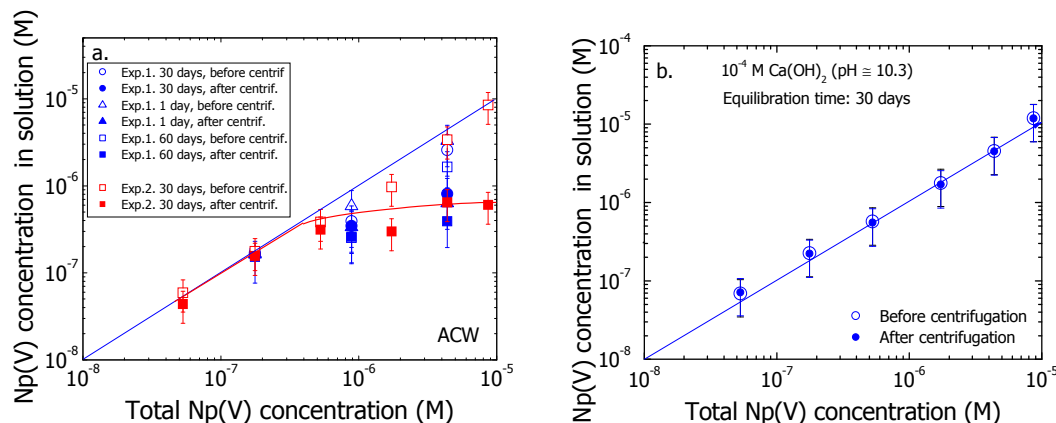 Np(V) concentration in solution (M)
a.
Exp.1. 30 days, before centrif
Exp.1. 30 days, after centrif.
Exp.1. 1 day, before centrif.
Exp.1. 1 day, after centrif.
Exp.1. 60 days, before centrif.
Exp.1. 60 days, after centrif.
Exp.2. 30 days, before centrif.
Exp.2. 30 days, after centrif.
ACW
10⁻⁵
10⁻⁶
10⁻⁷
10⁻⁸
10⁻⁸ 10⁻⁷ 10⁻⁶ 10⁻⁵
Total Np(V) concentration (M)
Np(V) concentration in solution (M)
b.
10⁻⁴ M Ca(OH)₂ (pH ≅ 10.3)
Equilibration time: 30 days
Before centrifugation
After centrifugation
10⁻⁴
10⁻⁵
10⁻⁶
10⁻⁷
10⁻⁸
10⁻⁸ 10⁻⁷ 10⁻⁶ 10⁻⁵
Total Np(V) concentration (M)